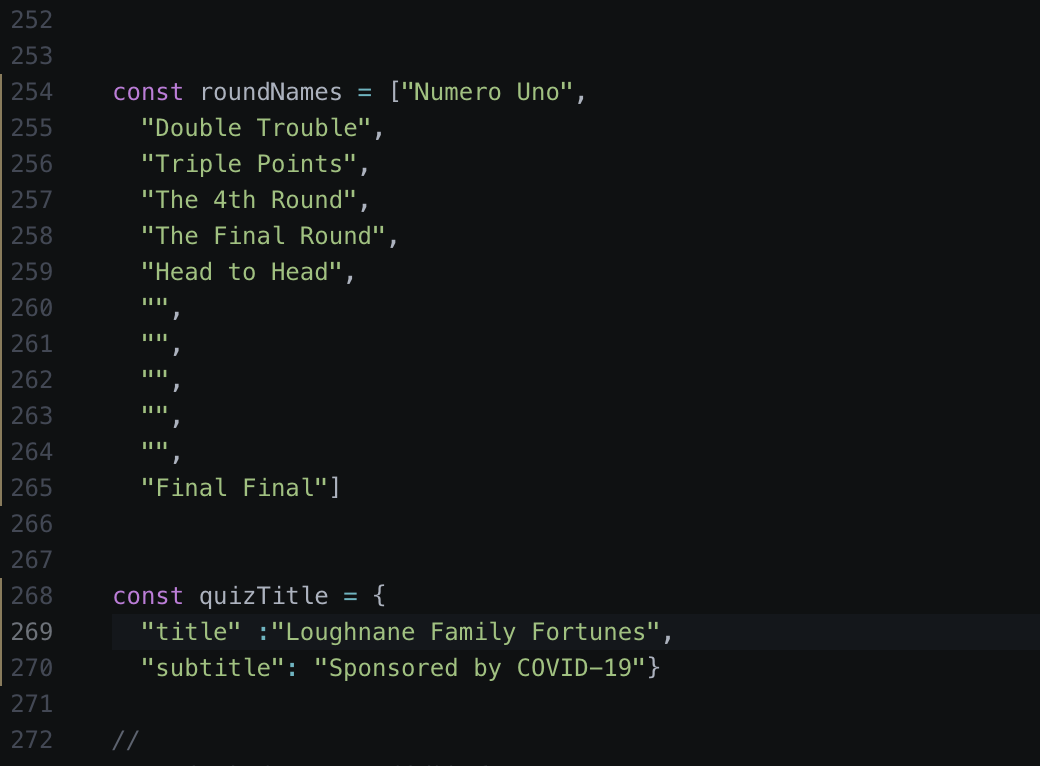 252
253
254 const roundNames = ["Numero Uno",
255 "Double Trouble",
256 "Triple Points",
257 "The 4th Round",
258 "The Final Round",
259 "Head to Head",
260 "",
261 "",
262 "",
263 "",
264 "",
265 "Final Final"]
266
267
268 const quizTitle = {
269 "title" :"Loughnane Family Fortunes",
270 "subtitle": "Sponsored by COVID-19"}
271
272 //